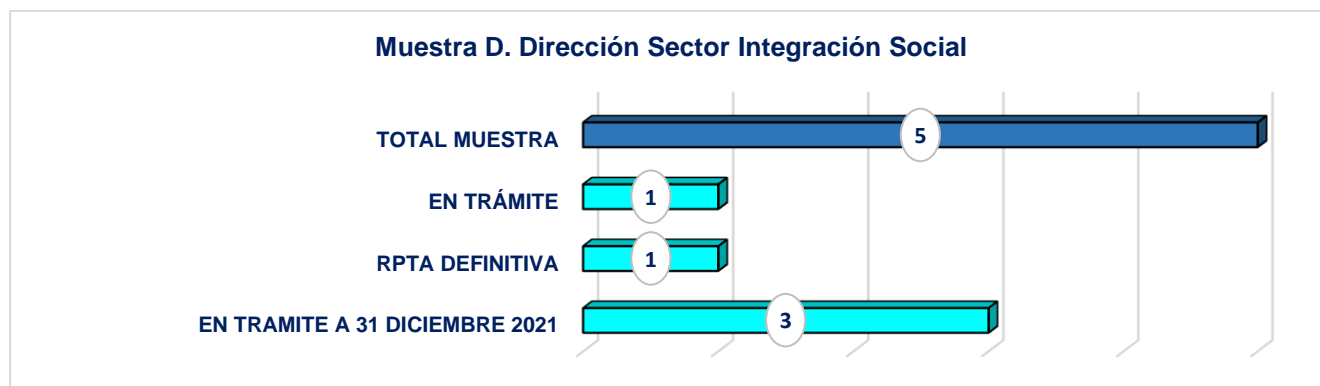 Muestra D. Dirección Sector Integración Social
TOTAL MUESTRA
5
EN TRÁMITE
1
RPTA DEFINITIVA
1
EN TRAMITE A 31 DICIEMBRE 2021
3